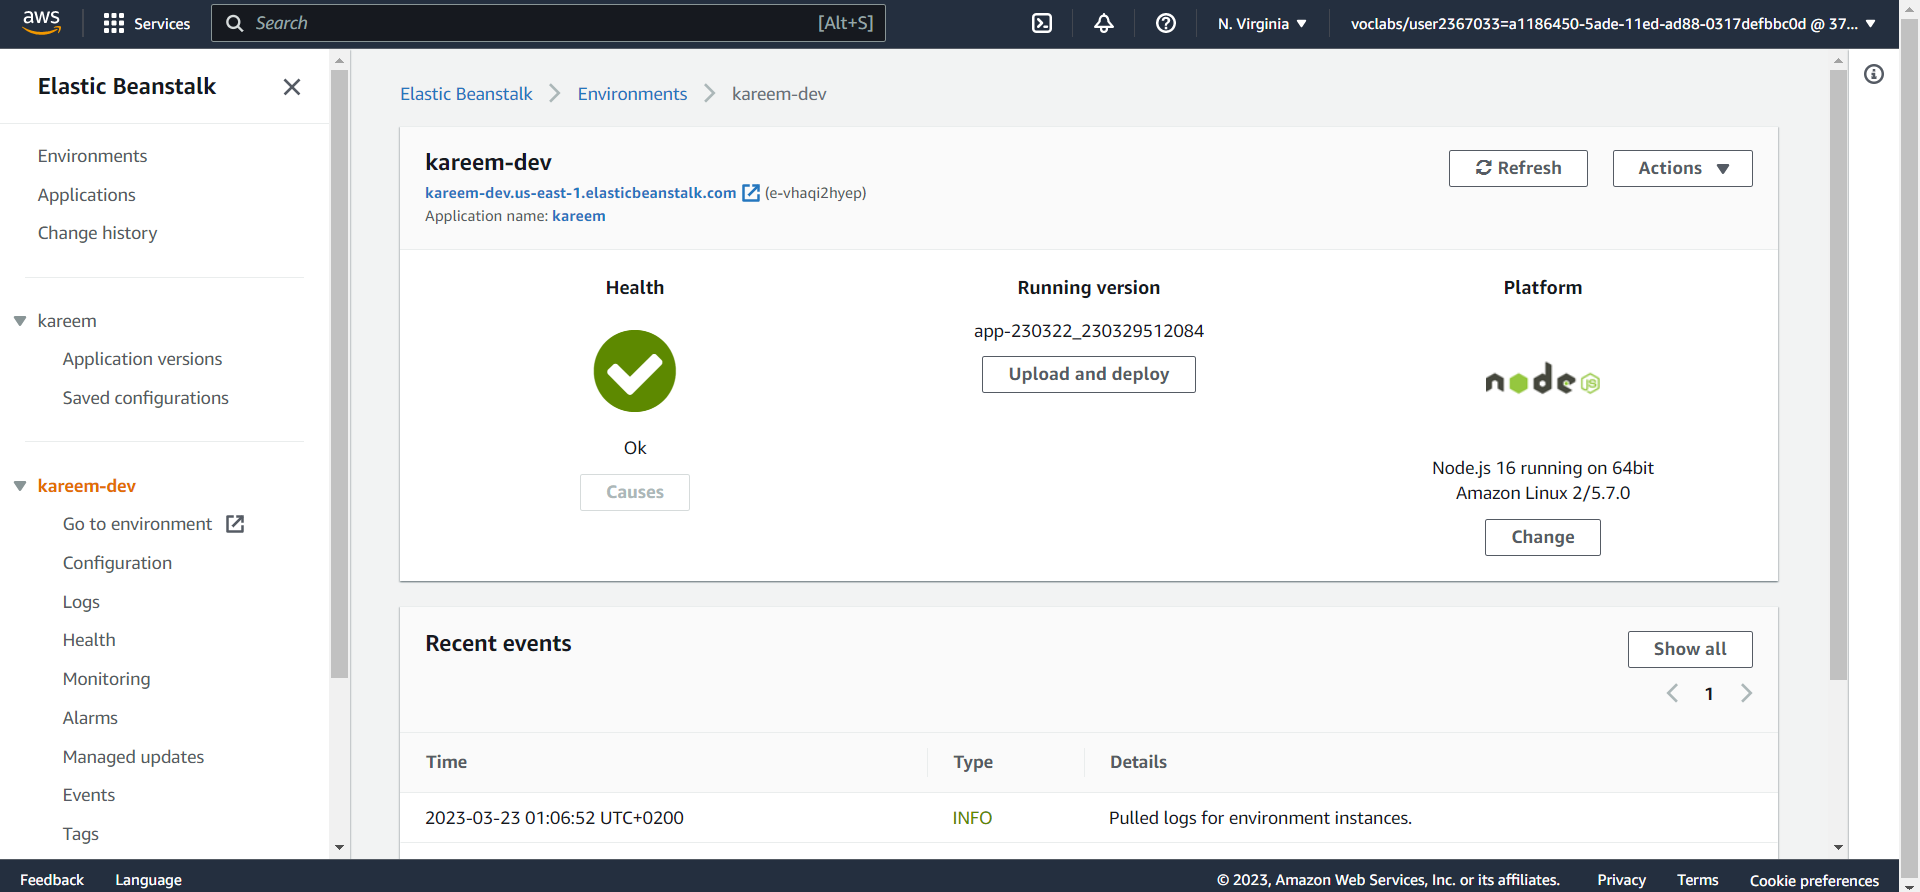 aws
Services
Search
[Alt+S]
N. Virginia
voclabs/user2367033=a1186450-5ade-11ed-ad88-0317defbbc0d @ 37...
Elastic Beanstalk
Environments
Applications
Change history
kareem
Application versions
Saved configurations
kareem-dev
Go to environment
Configuration
Logs
Health
Monitoring
Alarms
Managed updates
Events
Tags
Elastic Beanstalk
Environments
kareem-dev
kareem-dev
kareem-dev.us-east-1.elasticbeanstalk.com (e-vhaqi2hyep)
Application name: kareem
Refresh
Actions
Health
Ok
Causes
Running version
app-230322_230329512084
Upload and deploy
Platform
node JS
Node.js 16 running on 64bit
Amazon Linux 2/5.7.0
Change
Recent events
Show all
1
Time Type Details
2023-03-23 01:06:52 UTC+0200 INFO Pulled logs for environment instances.
Feedback
Language
© 2023, Amazon Web Services, Inc. or its affiliates.
Privacy
Terms
Cookie preferences